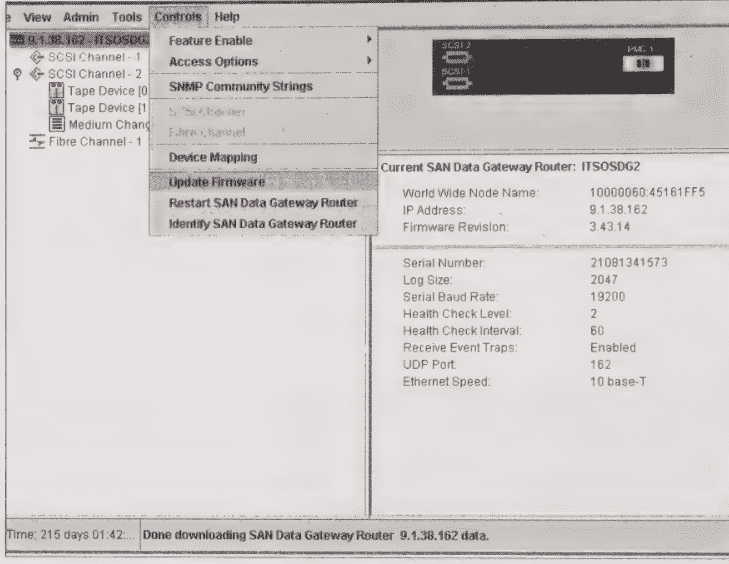 e View Admin Tools Controls Help
9.1.38.162 - ITSOSDG
SCSI Channel - 1
SCSI Channel - 2
Tape Device [0
Tape Device [1
Medium Chang
Fibre Channel - 1
Feature Enable
Access Options
SNMP Community Strings
SCSI Channel
Fibre Channel
Device Mapping
Update Firmware
Restart SAN Data Gateway Router
Identify SAN Data Gateway Router
SCSI 2
SCSI 1
PMC 1
Current SAN Data Gateway Router: ITSOSDG2
World Wide Node Name: 10000060:45161FF5
IP Address: 9.1.38.162
Firmware Revision: 3.43.14
Serial Number: 21081341573
Log Size: 2047
Serial Baud Rate: 19200
Health Check Level: 2
Health Check Interval: 60
Receive Event Traps: Enabled
UDP Port: 162
Ethernet Speed: 10 base-T
Time: 215 days 01:42:... Done downloading SAN Data Gateway Router 9.1.38.162 data.